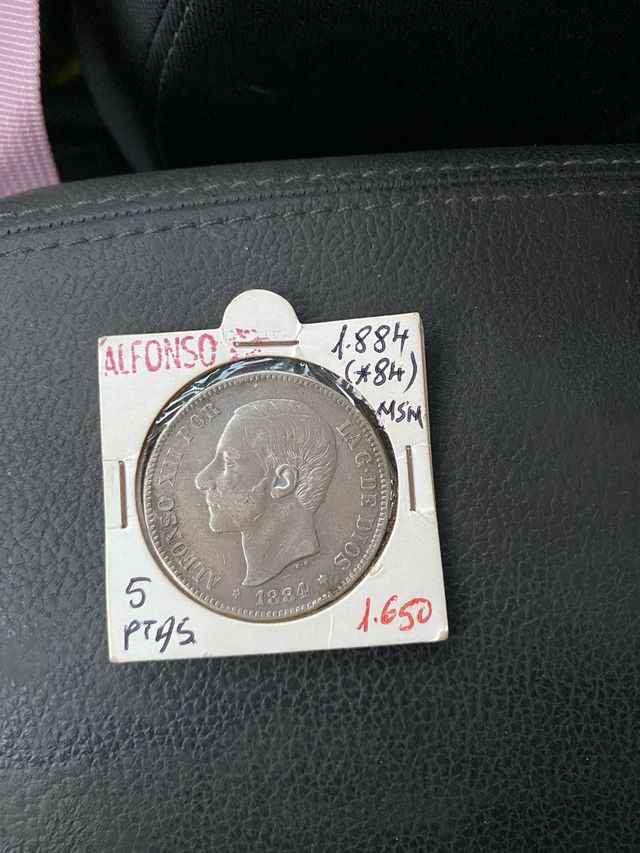 ALFONSO
1.884
(*84)
MSM
ALFONSO XII POR LA G. DE DIOS
* 1884 *
5
PTAS
1.650